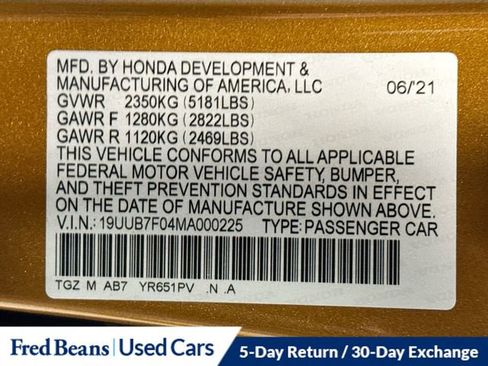 MFD. BY HONDA DEVELOPMENT &
MANUFACTURING OF AMERICA, LLC 06/'21
GVWR 2350KG (5181LBS)
GAWR F 1280KG (2822LBS)
GAWR R 1120KG (2469LBS)
THIS VEHICLE CONFORMS TO ALL APPLICABLE
FEDERAL MOTOR VEHICLE SAFETY, BUMPER,
AND THEFT PREVENTION STANDARDS IN EFFECT
ON THE DATE OF MANUFACTURE SHOWN ABOVE.
V.I.N.: 19UUB7F04MA000225 TYPE: PASSENGER CAR
TGZ M AB7 YR651PV .N .A
Fred Beans Used Cars 5-Day Return / 30-Day Exchange